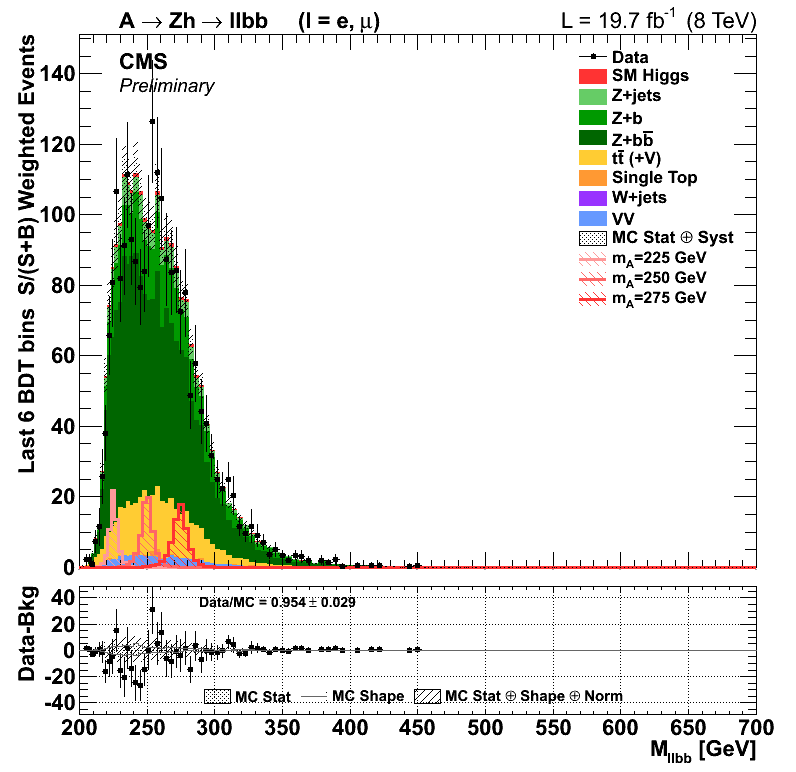 A → Zh → llbb (l = e, μ) L = 19.7 fb⁻¹ (8 TeV)
CMS
Preliminary
Last 6 BDT bins S/(S+B) Weighted Events
140
120
100
80
60
40
20
0
Data
SM Higgs
Z+jets
Z+b
Z+bb̄
tt̄ (+V)
Single Top
W+jets
VV
MC Stat ⊕ Syst
m_A=225 GeV
m_A=250 GeV
m_A=275 GeV
Data-Bkg
40
20
0
-20
-40
Data/MC = 0.954 ± 0.029
MC Stat MC Shape MC Stat ⊕ Shape ⊕ Norm
200 250 300 350 400 450 500 550 600 650 700
M_llbb [GeV]